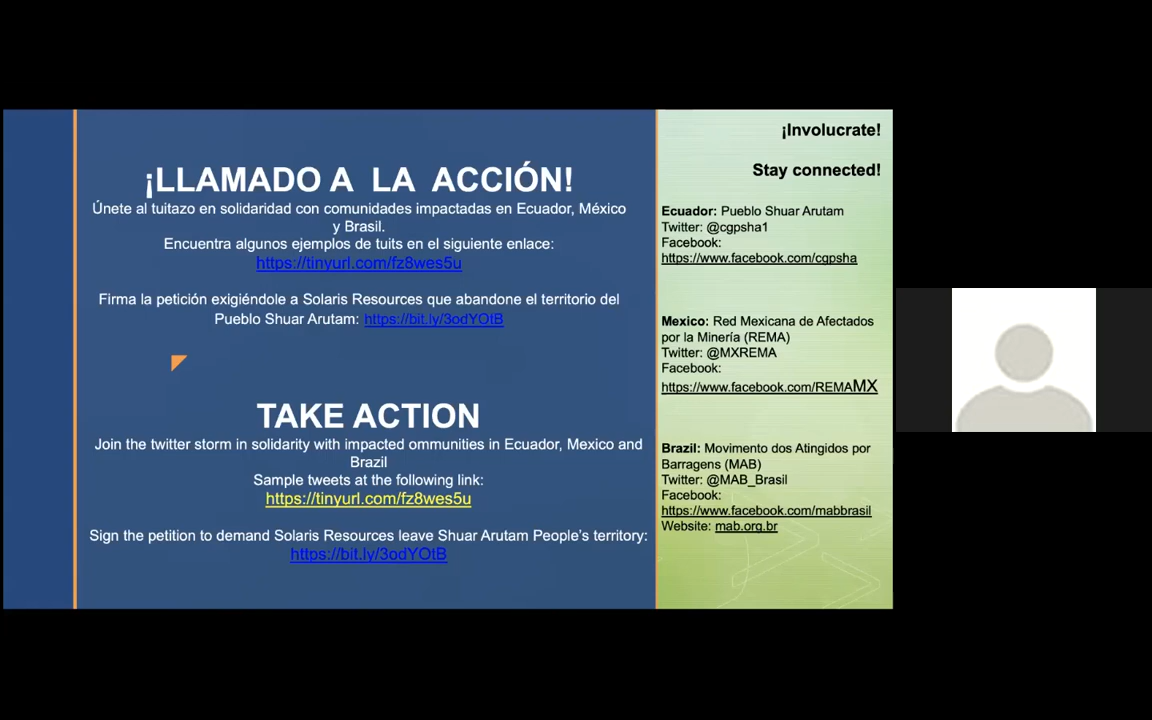 ¡LLAMADO A LA ACCIÓN!
Únete al tuitazo en solidaridad con comunidades impactadas en Ecuador, México
y Brasil.
Encuentra algunos ejemplos de tuits en el siguiente enlace:
https://tinyurl.com/fz8wes5u
Firma la petición exigiéndole a Solaris Resources que abandone el territorio del
Pueblo Shuar Arutam: https://bit.ly/3odYOtB
TAKE ACTION
Join the twitter storm in solidarity with impacted ommunities in Ecuador, Mexico and
Brazil
Sample tweets at the following link:
https://tinyurl.com/fz8wes5u
Sign the petition to demand Solaris Resources leave Shuar Arutam People's territory:
https://bit.ly/3odYOtB
¡Involucrate!
Stay connected!
Ecuador: Pueblo Shuar Arutam
Twitter: @cgpsha1
Facebook:
https://www.facebook.com/cgpsha
Mexico: Red Mexicana de Afectados
por la Minería (REMA)
Twitter: @MXREMA
Facebook:
https://www.facebook.com/REMAMX
Brazil: Movimento dos Atingidos por
Barragens (MAB)
Twitter: @MAB_Brasil
Facebook:
https://www.facebook.com/mabbrasil
Website: mab.org.br